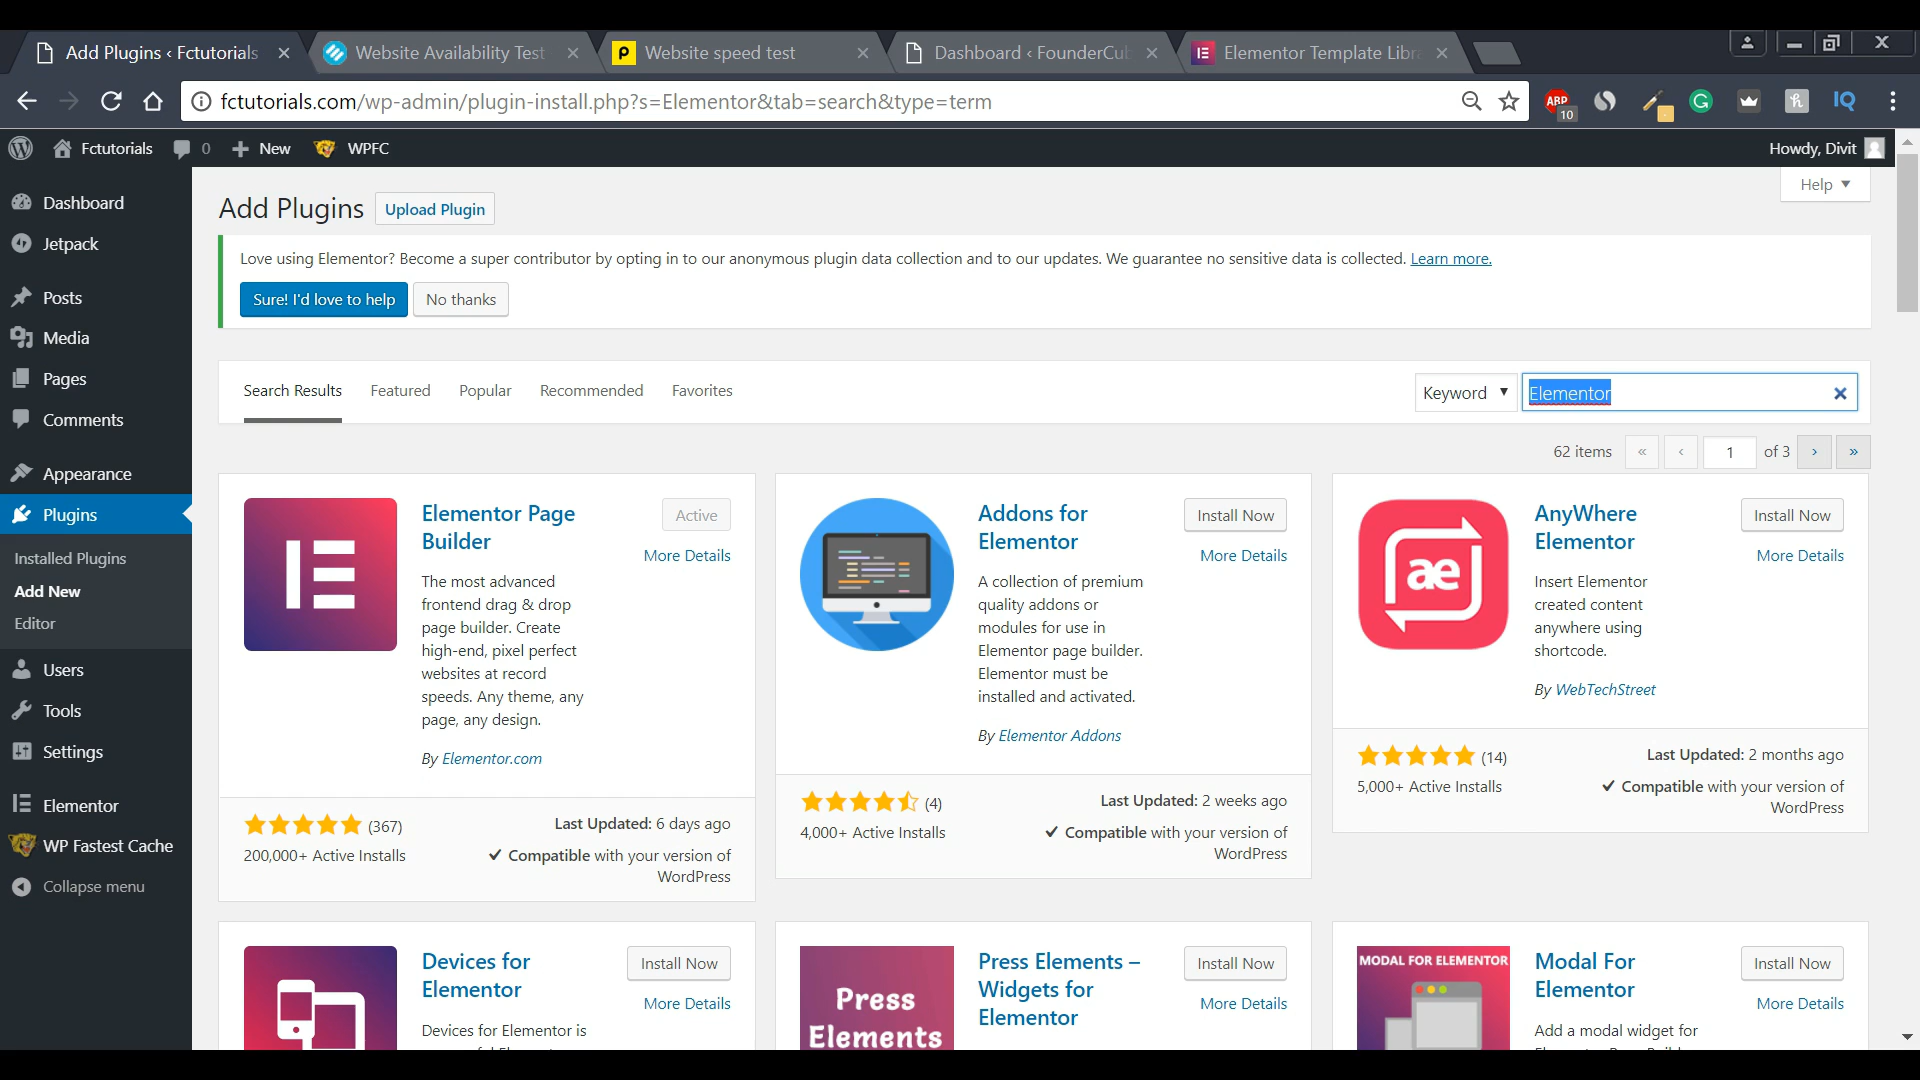 Add Plugins ‹ Fctutorials
Website Availability Test
Website speed test
Dashboard ‹ FounderCu
Elementor Template Libr
fctutorials.com/wp-admin/plugin-install.php?s=Elementor&tab=search&type=term
ABP
10
IQ
Fctutorials
0
New
WPFC
Howdy, Divit
Help
Dashboard
Jetpack
Posts
Media
Pages
Comments
Appearance
Plugins
Installed Plugins
Add New
Editor
Users
Tools
Settings
Elementor
WP Fastest Cache
Collapse menu
Add Plugins
Upload Plugin
Love using Elementor? Become a super contributor by opting in to our anonymous plugin data collection and to our updates. We guarantee no sensitive data is collected. Learn more.
Sure! I'd love to help
No thanks
Search Results
Featured
Popular
Recommended
Favorites
Keyword
Elementor
62 items « ‹ 1 of 3 › »
Elementor Page
Builder
Active
More Details
The most advanced
frontend drag & drop
page builder. Create
high-end, pixel perfect
websites at record
speeds. Any theme, any
page, any design.
By Elementor.com
(367)
200,000+ Active Installs
Last Updated: 6 days ago
✔ Compatible with your version of
WordPress
Addons for
Elementor
Install Now
More Details
A collection of premium
quality addons or
modules for use in
Elementor page builder.
Elementor must be
installed and activated.
By Elementor Addons
(4)
4,000+ Active Installs
Last Updated: 2 weeks ago
✔ Compatible with your version of
WordPress
ae
AnyWhere
Elementor
Install Now
More Details
Insert Elementor
created content
anywhere using
shortcode.
By WebTechStreet
(14)
5,000+ Active Installs
Last Updated: 2 months ago
✔ Compatible with your version of
WordPress
Devices for
Elementor
Install Now
More Details
Devices for Elementor is
Press
Elements
Press Elements –
Widgets for
Elementor
Install Now
More Details
MODAL FOR ELEMENTOR
Modal For
Elementor
Install Now
More Details
Add a modal widget for